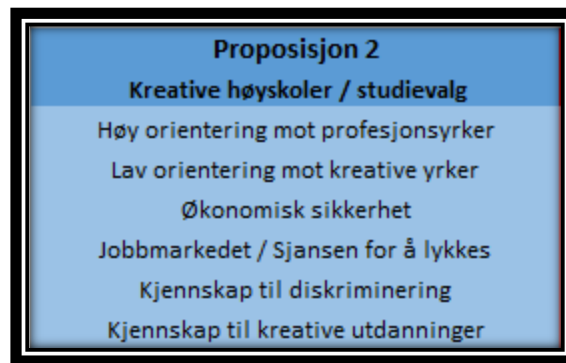 Proposisjon 2
Kreative høyskoler / studievalg
Høy orientering mot profesjonsyrker
Lav orientering mot kreative yrker
Økonomisk sikkerhet
Jobbmarkedet / Sjansen for å lykkes
Kjennskap til diskriminering
Kjennskap til kreative utdanninger